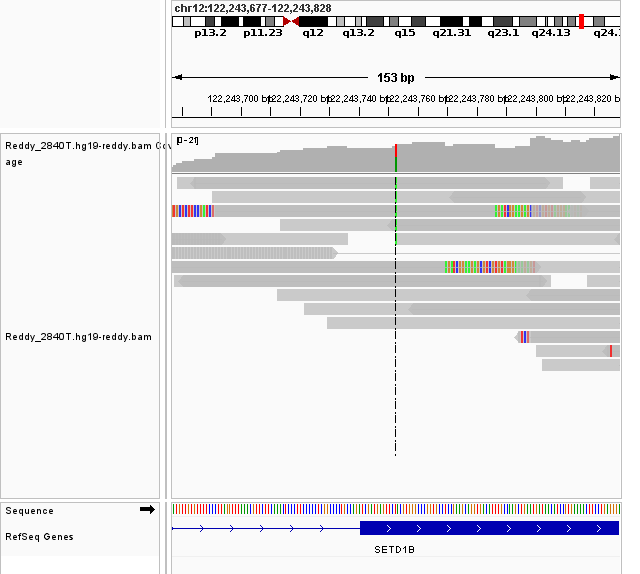 chr12:122,243,677-122,243,828
p13.2 p11.23 q12 q13.2 q15 q21.31 q23.1 q24.13 q24.
153 bp
122,243,700 bp 122,243,720 bp 122,243,740 bp 122,243,760 bp 122,243,780 bp 122,243,800 bp 122,243,820 bp
Reddy_2840T.hg19-reddy.bam Cov
age
[0-21]
Reddy_2840T.hg19-reddy.bam
Sequence
RefSeq Genes
SETD1B